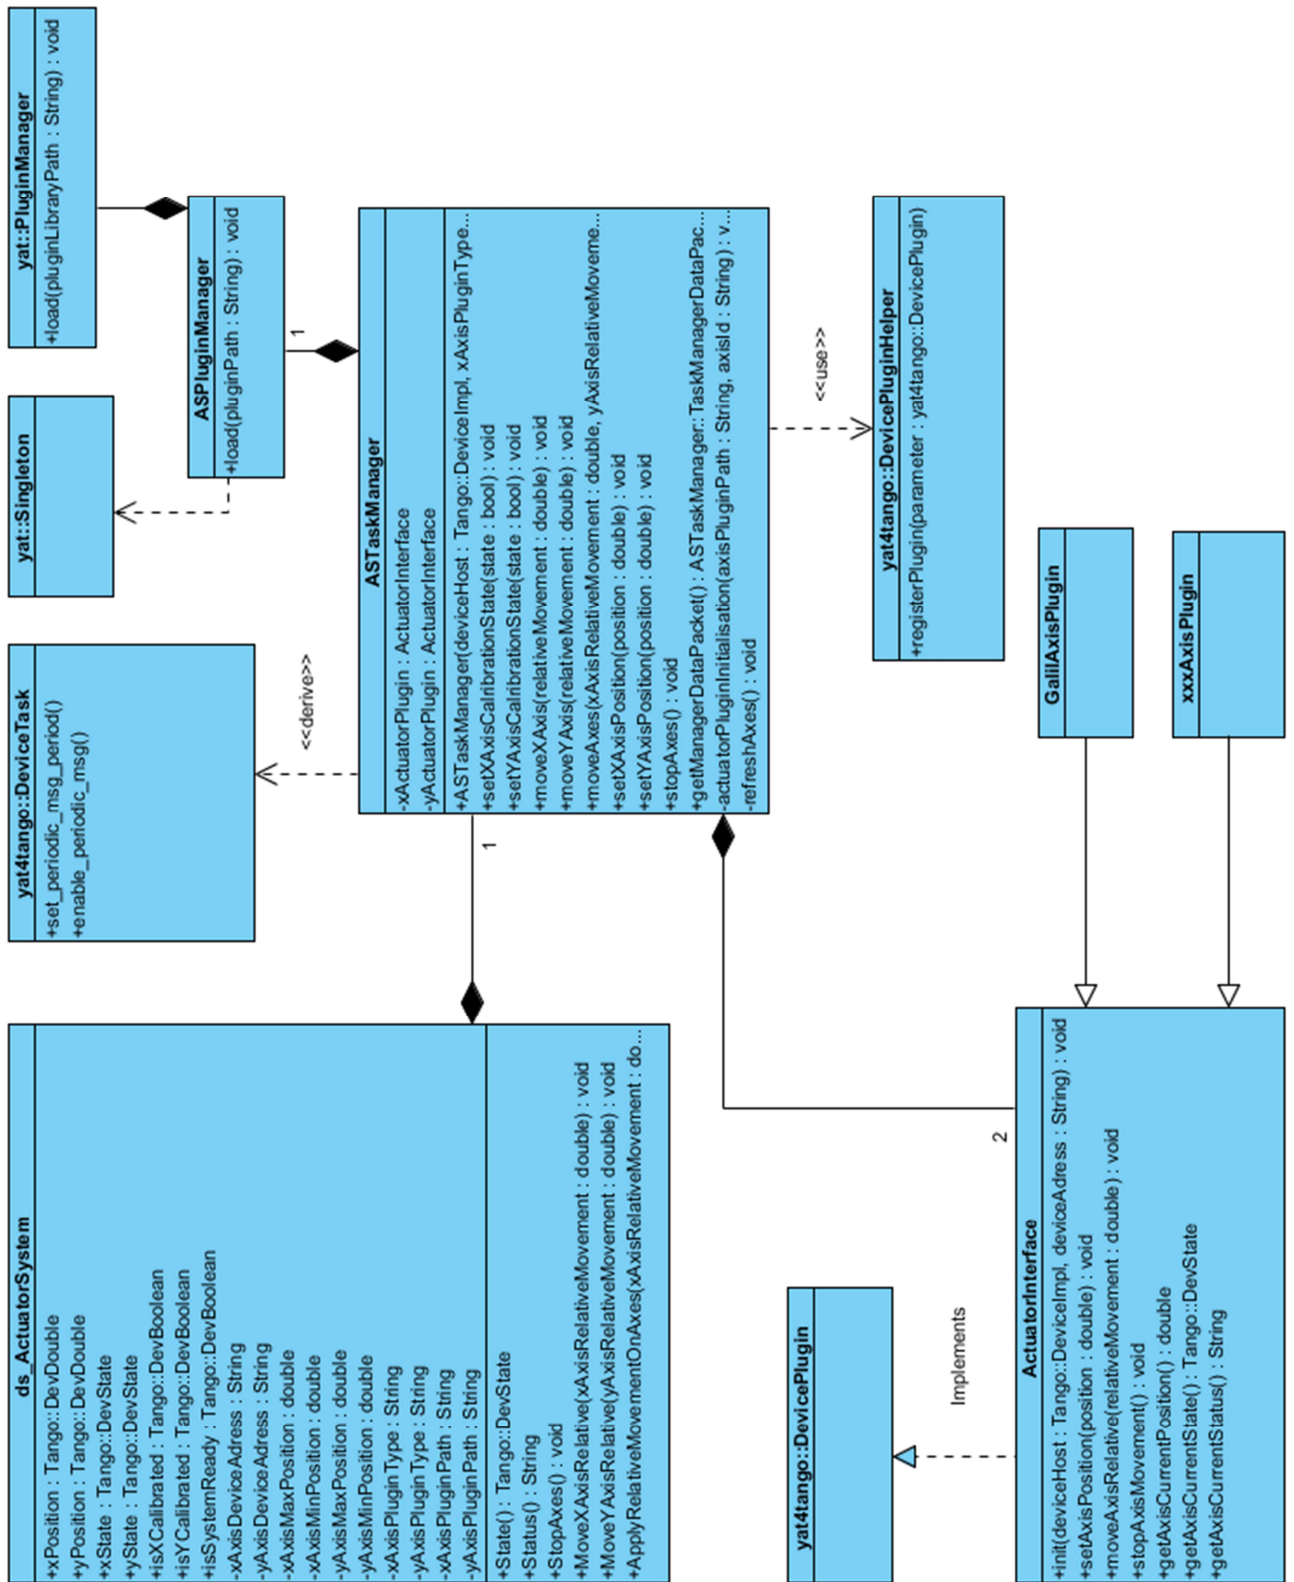 ds_ActuatorSystem
+xPosition : Tango::DevDouble
+yPosition : Tango::DevDouble
+xState : Tango::DevState
+yState : Tango::DevState
+isXCalibrated : Tango::DevBoolean
+isYCalibrated : Tango::DevBoolean
+isSystemReady : Tango::DevBoolean
-xAxisDeviceAdress : String
-yAxisDeviceAdress : String
-xAxisMaxPosition : double
-xAxisMinPosition : double
-yAxisMaxPosition : double
-yAxisMinPosition : double
-xAxisPluginType : String
-yAxisPluginType : String
-xAxisPluginPath : String
-yAxisPluginPath : String
+State() : Tango::DevState
+Status() : String
+StopAxes() : void
+MoveXAxisRelative(xAxisRelativeMovement : double) : void
+MoveYAxisRelative(yAxisRelativeMovement : double) : void
+ApplyRelativeMovementOnAxes(xAxisRelativeMovement : do...
yat4tango::DeviceTask
+set_periodic_msg_period()
+enable_periodic_msg()
yat::Singleton
yat::PluginManager
+load(pluginLibraryPath : String) : void
ASPluginManager
+load(pluginPath : String) : void
<<derive>>
1
1
ASTaskManager
-xActuatorPlugin : ActuatorInterface
-yActuatorPlugin : ActuatorInterface
+ASTaskManager(deviceHost : Tango::DeviceImpl, xAxisPluginType...
+setXAxisCalribrationState(state : bool) : void
+setYAxisCalribrationState(state : bool) : void
+moveXAxis(relativeMovement : double) : void
+moveYAxis(relativeMovement : double) : void
+moveAxes(xAxisRelativeMovement : double, yAxisRelativeMoveme...
+setXAxisPosition(position : double) : void
+setYAxisPosition(position : double) : void
+stopAxes() : void
+getManagerDataPacket() : ASTaskManager::TaskManagerDataPac...
-actuatorPluginInitialisation(axisPluginPath : String, axisId : String) : v...
-refreshAxes() : void
<<use>>
yat4tango::DevicePlugin
Implements
2
yat4tango::DevicePluginHelper
+registerPlugin(parameter : yat4tango::DevicePlugin)
ActuatorInterface
+init(deviceHost : Tango::DeviceImpl, deviceAdress : String) : void
+setAxisPosition(position : double) : void
+moveAxisRelative(relativeMovement : double) : void
+stopAxisMovement() : void
+getAxisCurrentPosition() : double
+getAxisCurrentState() : Tango::DevState
+getAxisCurrentStatus() : String
GalilAxisPlugin
xxxAxisPlugin